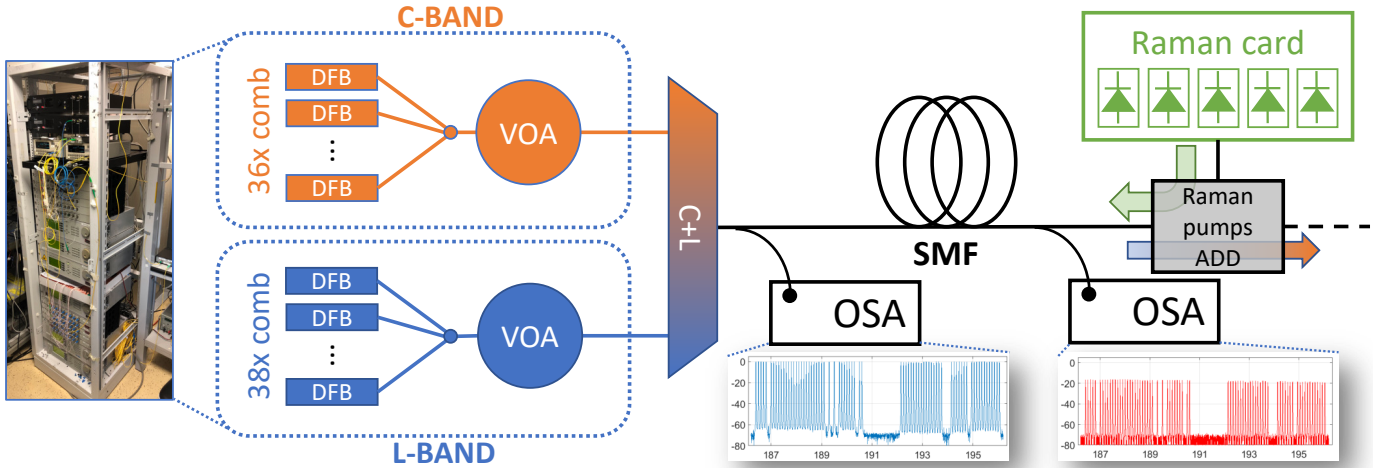 C-BAND
36x comb
DFB
DFB
...
DFB
VOA
38x comb
DFB
DFB
...
DFB
VOA
L-BAND
C+L
SMF
Raman card
Raman
pumps
ADD
OSA
OSA
0
-20
-40
-60
-80
187
189
191
193
195
0
-20
-40
-60
-80
187
189
191
193
195